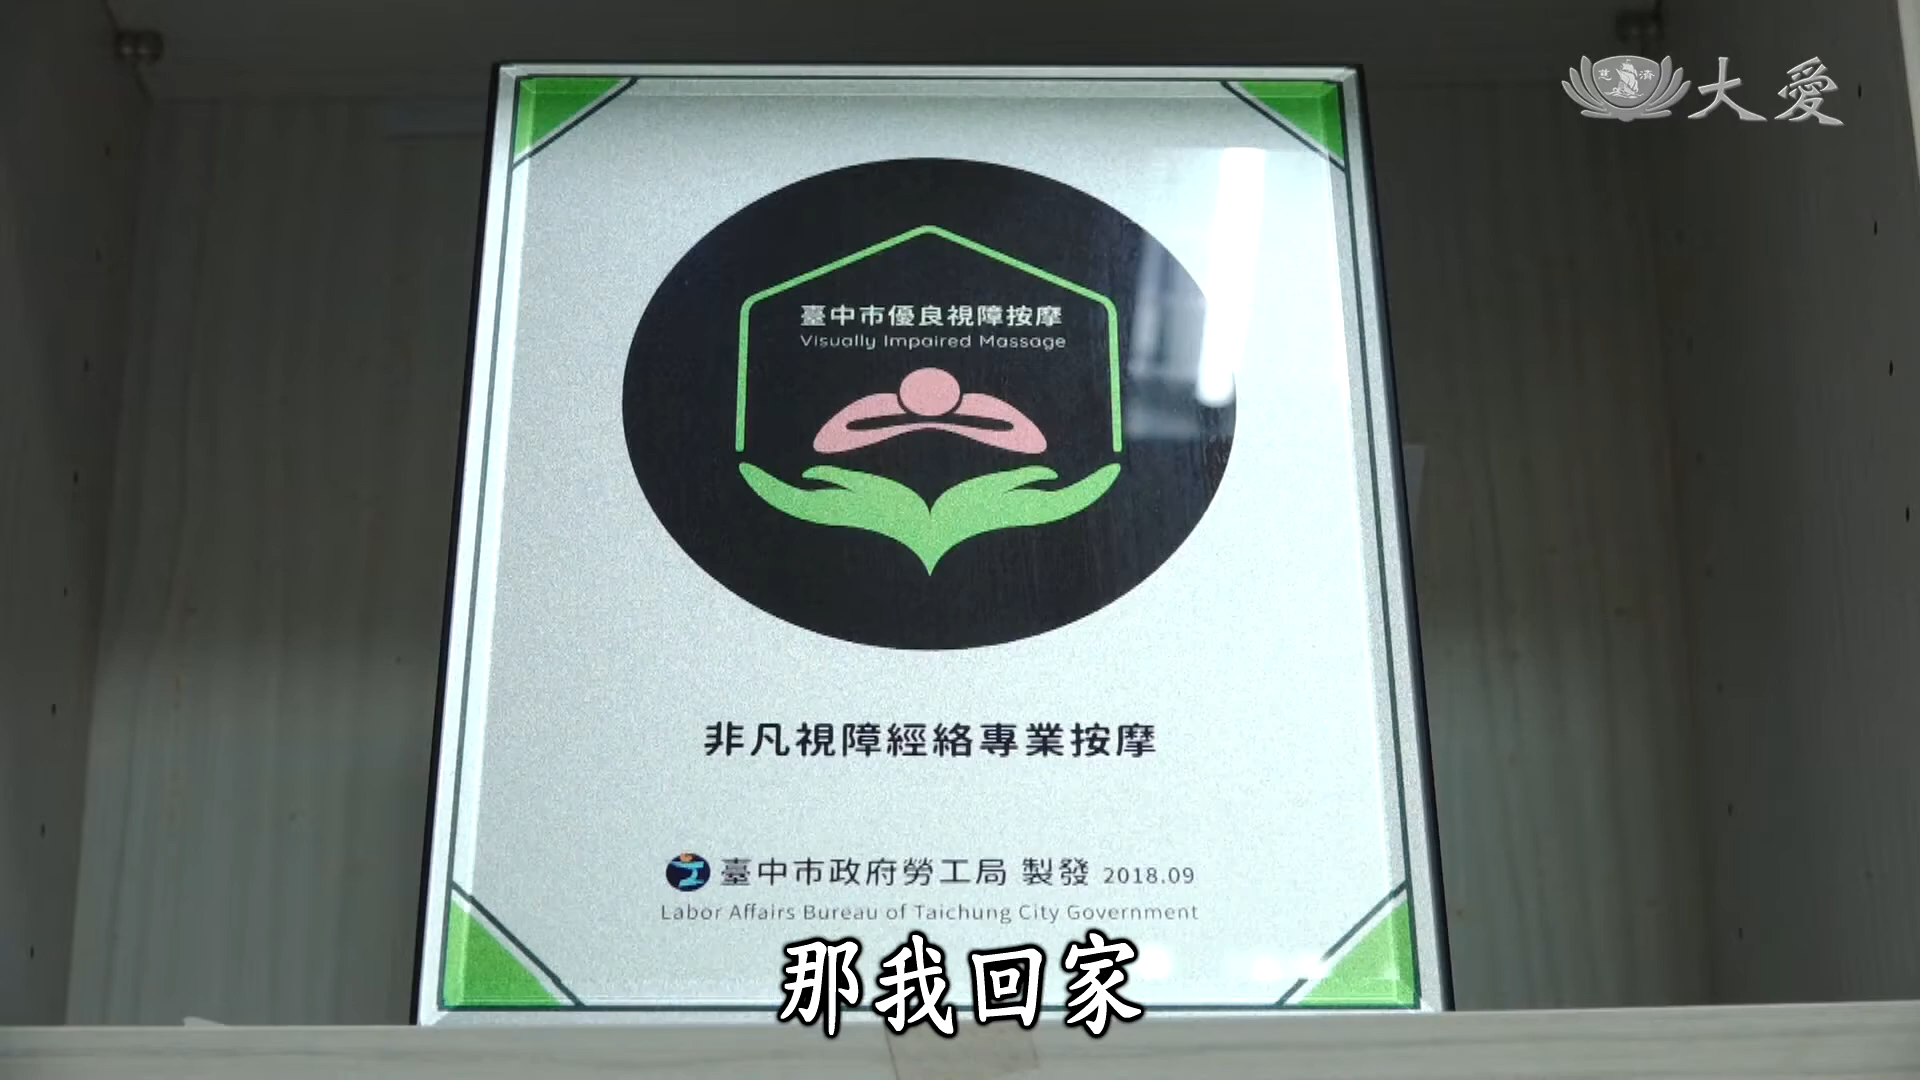 慈濟
大愛
臺中市優良視障按摩
Visually Impaired Massage
非凡視障經絡專業按摩
臺中市政府勞工局 製發 2018.09
Labor Affairs Bureau of Taichung City Government
那我回家